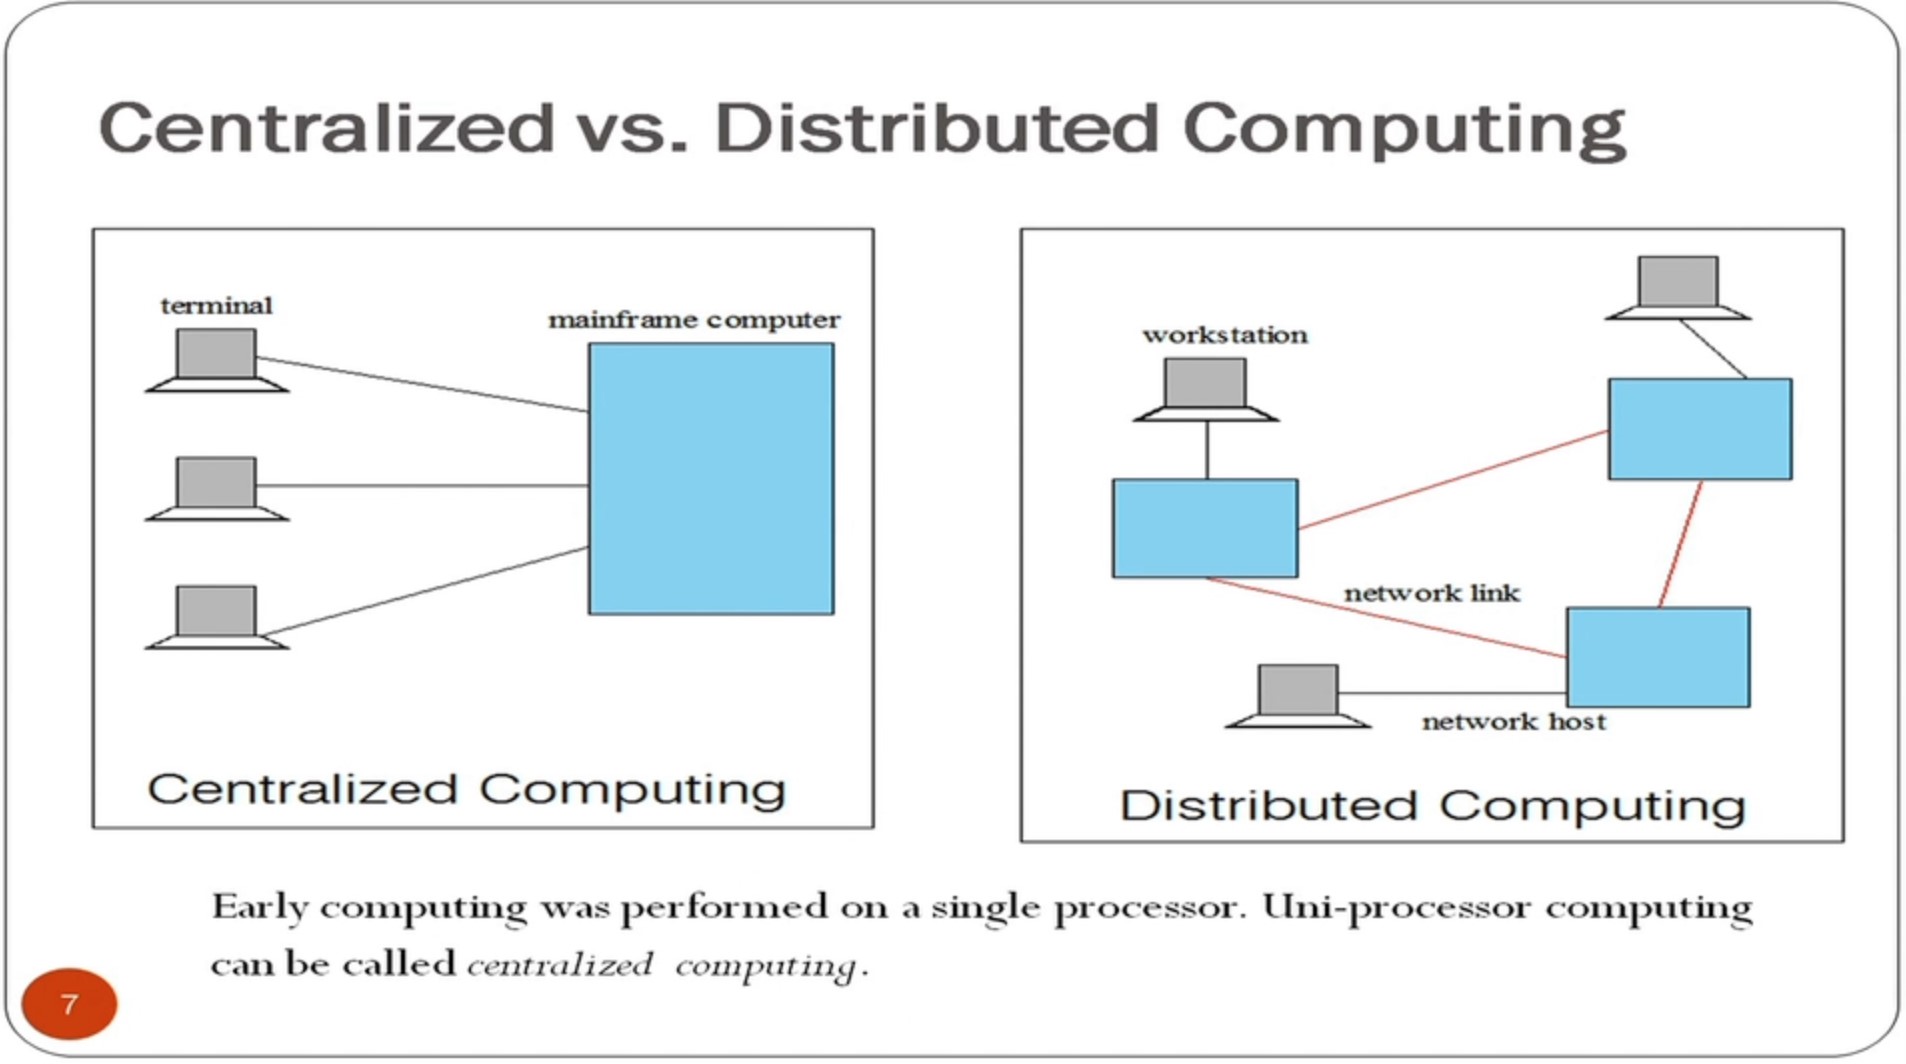 Centralized vs. Distributed Computing
terminal
mainframe computer
Centralized Computing
workstation
network link
network host
Distributed Computing
Early computing was performed on a single processor. Uni-processor computing
can be called centralized computing.
7